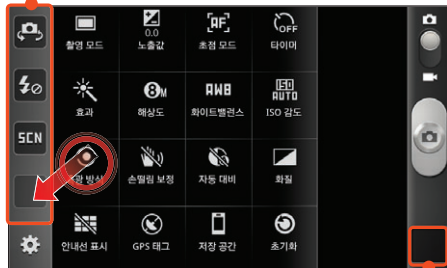 0.0
AF
OFF
촬영 모드
노출값
초점 모드
타이머
8M
AWB
ISO
AUTO
효과
해상도
화이트밸런스
ISO 감도
SCN
방식
손떨림 보정
자동 대비
화질
안내선 표시
GPS 태그
저장 공간
초기화